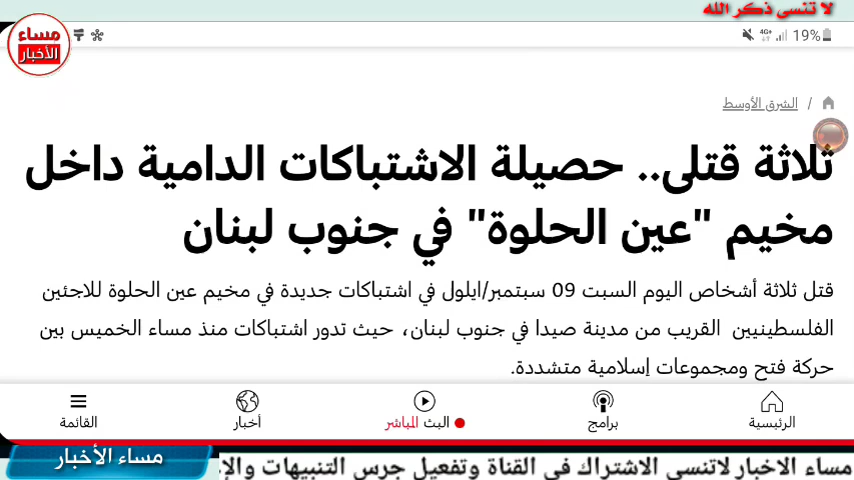 لا تنسى ذكر الله
مساء
الأخبار
4G+ 19%
/ الشرق الأوسط
ثلاثة قتلى.. حصيلة الاشتباكات الدامية داخل
مخيم "عين الحلوة" في جنوب لبنان
قتل ثلاثة أشخاص اليوم السبت 09 سبتمبر/ايلول في اشتباكات جديدة في مخيم عين الحلوة للاجئين
الفلسطينيين القريب من مدينة صيدا في جنوب لبنان، حيث تدور اشتباكات منذ مساء الخميس بين
حركة فتح ومجموعات إسلامية متشددة.
الرئيسية
برامج
البث المباشر
أخبار
القائمة
مساء الأخبار
مساء الاخبار لاتنسى الاشتراك في القناة وتفعيل جرس التنبيهات